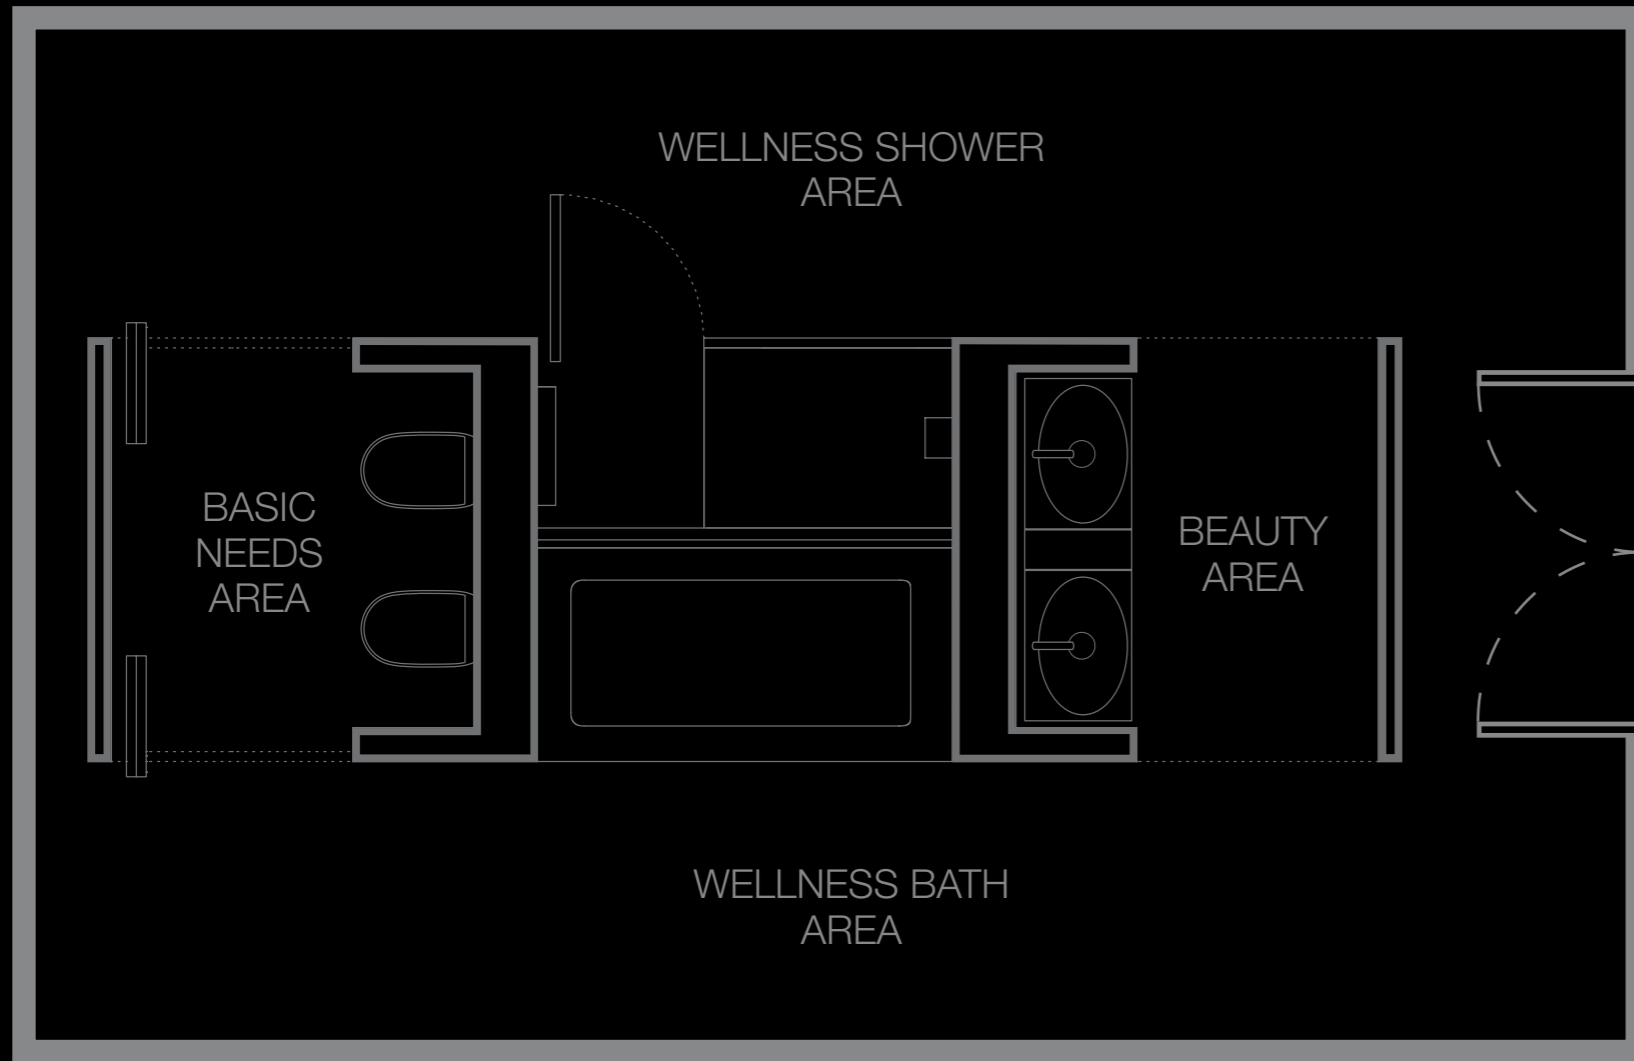 WELLNESS SHOWER
AREA
BASIC
NEEDS
AREA
BEAUTY
AREA
WELLNESS BATH
AREA